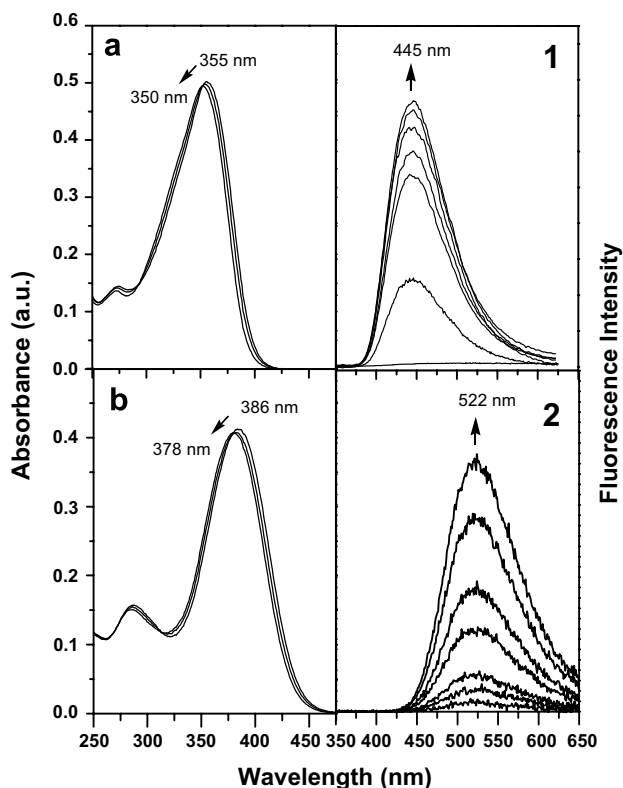 a
355 nm
350 nm
0.6
0.5
0.4
0.3
0.2
0.1
0.0
1
445 nm
b
386 nm
378 nm
0.4
0.3
0.2
0.1
0.0
2
522 nm
250 300 350 400 450
350 400 450 500 550 600 650
Absorbance (a.u.)
Fluorescence Intensity
Wavelength (nm)